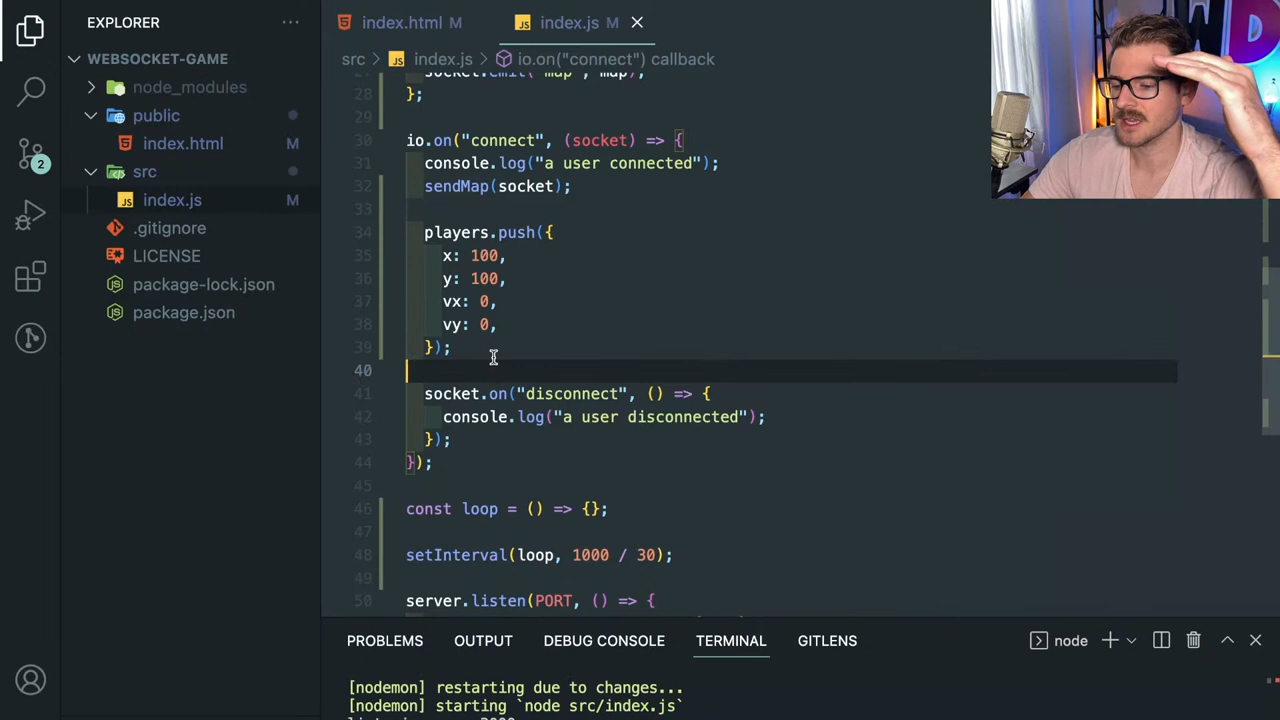 EXPLORER
WEBSOCKET-GAME
node_modules
public
index.html M
src
index.js M
.gitignore
LICENSE
package-lock.json
package.json
2
index.html M
index.js M
src > index.js > io.on("connect") callback
27 socket.emit("map", map);
28 };
29
30 io.on("connect", (socket) => {
31 console.log("a user connected");
32 sendMap(socket);
33
34 players.push({
35 x: 100,
36 y: 100,
37 vx: 0,
38 vy: 0,
39 });
40
41 socket.on("disconnect", () => {
42 console.log("a user disconnected");
43 });
44 });
45
46 const loop = () => {};
47
48 setInterval(loop, 1000 / 30);
49
50 server.listen(PORT, () => {
PROBLEMS OUTPUT DEBUG CONSOLE TERMINAL GITLENS node
[nodemon] restarting due to changes...
[nodemon] starting `node src/index.js`